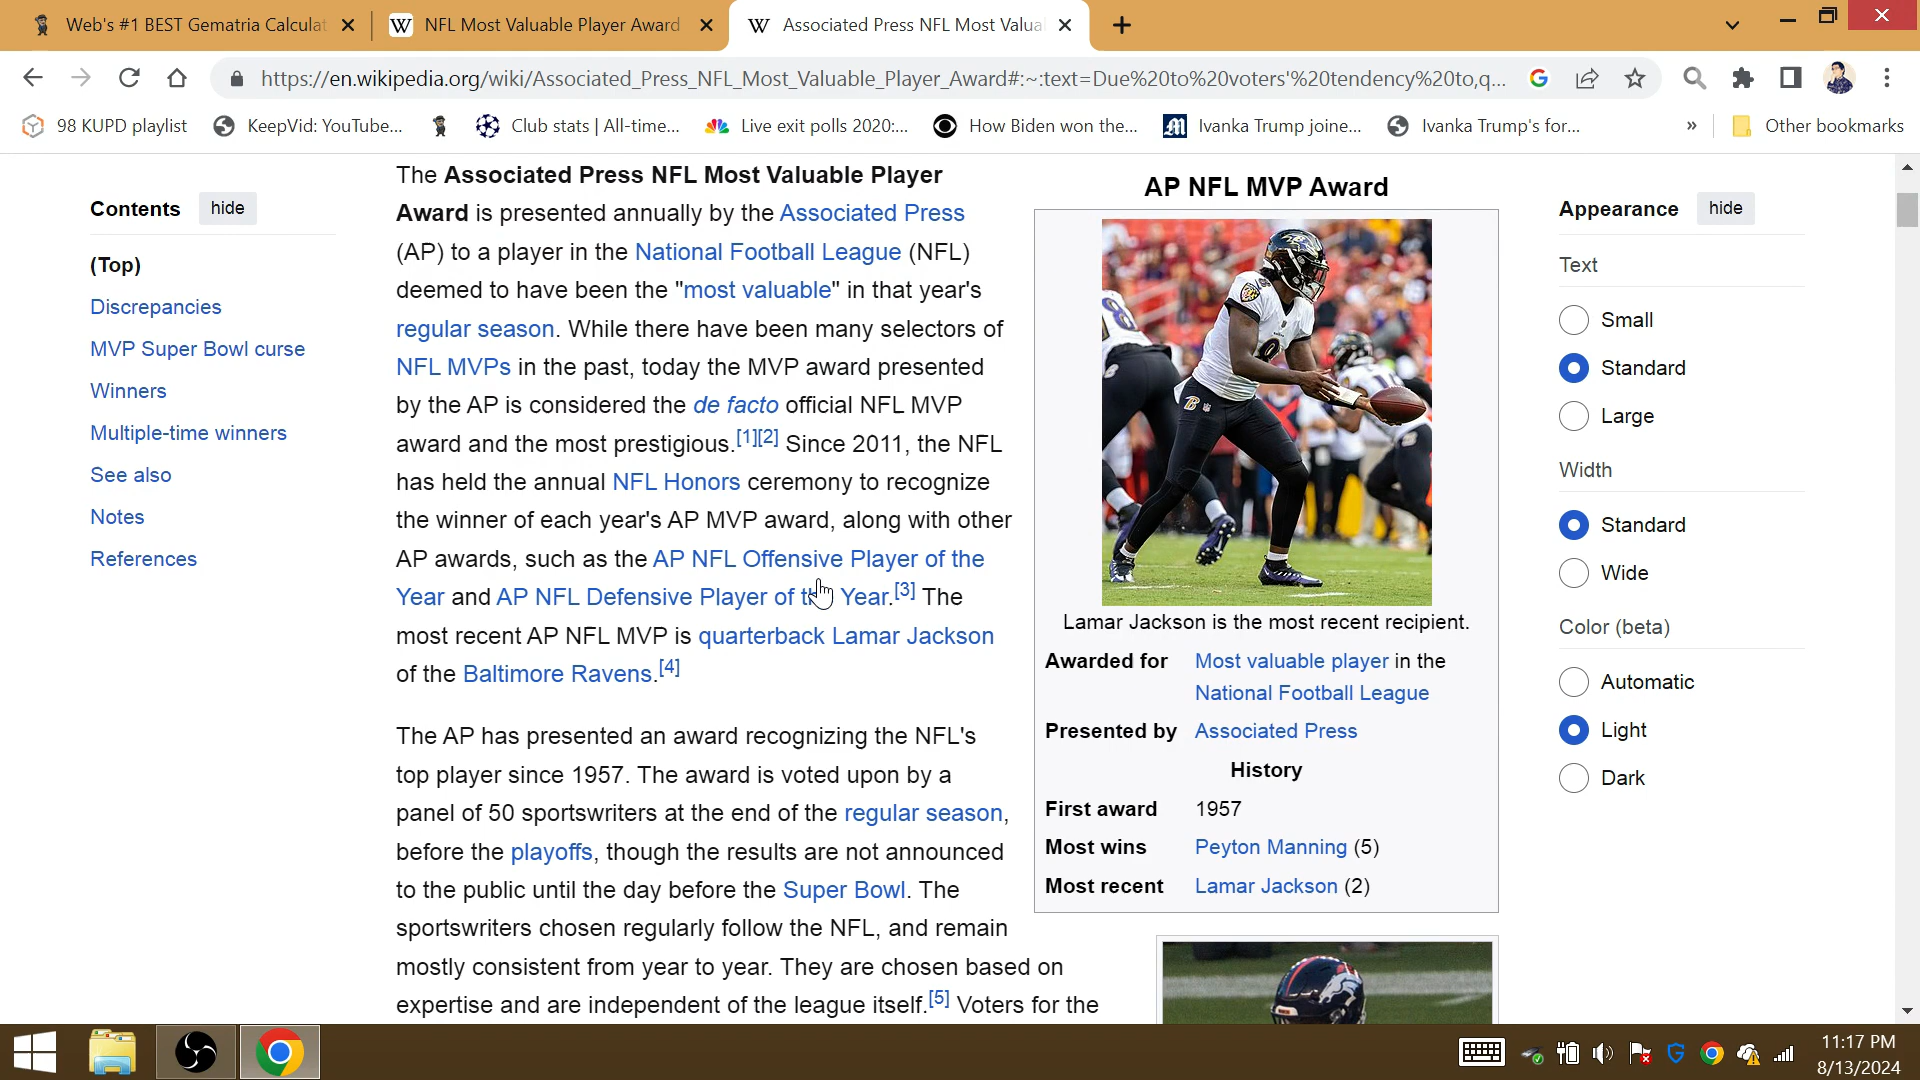 Web's #1 BEST Gematria Calculat
NFL Most Valuable Player Award
Associated Press NFL Most Valua
https://en.wikipedia.org/wiki/Associated_Press_NFL_Most_Valuable_Player_Award#:~:text=Due%20to%20voters'%20tendency%20to,q...
98 KUPD playlist
KeepVid: YouTube...
Club stats | All-time...
Live exit polls 2020:...
How Biden won the...
Ivanka Trump joine...
Ivanka Trump's for...
»
Other bookmarks
Contents
hide
(Top)
Discrepancies
MVP Super Bowl curse
Winners
Multiple-time winners
See also
Notes
References
The Associated Press NFL Most Valuable Player
Award is presented annually by the Associated Press
(AP) to a player in the National Football League (NFL)
deemed to have been the "most valuable" in that year's
regular season. While there have been many selectors of
NFL MVPs in the past, today the MVP award presented
by the AP is considered the de facto official NFL MVP
award and the most prestigious.[1][2] Since 2011, the NFL
has held the annual NFL Honors ceremony to recognize
the winner of each year's AP MVP award, along with other
AP awards, such as the AP NFL Offensive Player of the
Year and AP NFL Defensive Player of the Year.[3] The
most recent AP NFL MVP is quarterback Lamar Jackson
of the Baltimore Ravens.[4]
The AP has presented an award recognizing the NFL's
top player since 1957. The award is voted upon by a
panel of 50 sportswriters at the end of the regular season,
before the playoffs, though the results are not announced
to the public until the day before the Super Bowl. The
sportswriters chosen regularly follow the NFL, and remain
mostly consistent from year to year. They are chosen based on
expertise and are independent of the league itself.[5] Voters for the
AP NFL MVP Award
Lamar Jackson is the most recent recipient.
Awarded for Most valuable player in the
National Football League
Presented by Associated Press
History
First award 1957
Most wins Peyton Manning (5)
Most recent Lamar Jackson (2)
Appearance
hide
Text
Small
Standard
Large
Width
Standard
Wide
Color (beta)
Automatic
Light
Dark
11:17 PM
8/13/2024